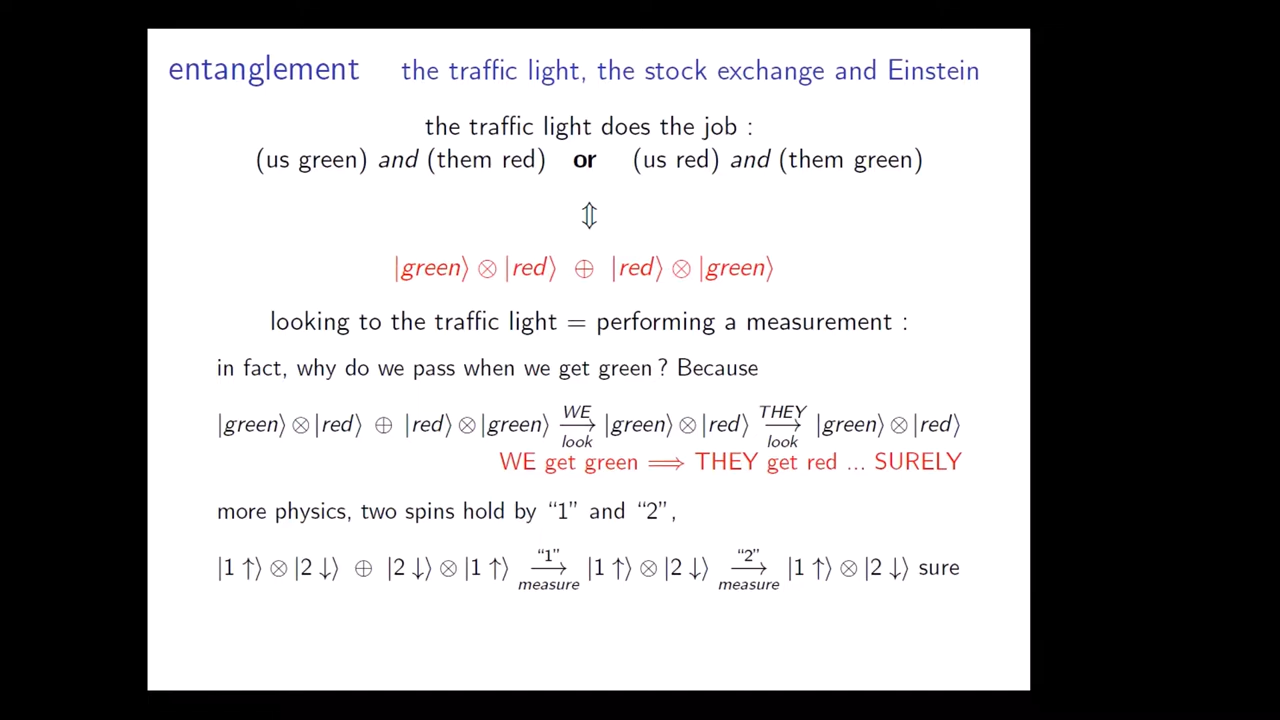 entanglement the traffic light, the stock exchange and Einstein
the traffic light does the job :
(us green) and (them red) or (us red) and (them green)
⇕
|green⟩ ⊗ |red⟩ ⊕ |red⟩ ⊗ |green⟩
looking to the traffic light = performing a measurement :
in fact, why do we pass when we get green ? Because
|green⟩ ⊗ |red⟩ ⊕ |red⟩ ⊗ |green⟩ WE → look |green⟩ ⊗ |red⟩ THEY → look |green⟩ ⊗ |red⟩
WE get green ⟹ THEY get red ... SURELY
more physics, two spins hold by “1” and “2”,
|1 ↑⟩ ⊗ |2 ↓⟩ ⊕ |2 ↓⟩ ⊗ |1 ↑⟩ “1” → measure |1 ↑⟩ ⊗ |2 ↓⟩ “2” → measure |1 ↑⟩ ⊗ |2 ↓⟩ sure